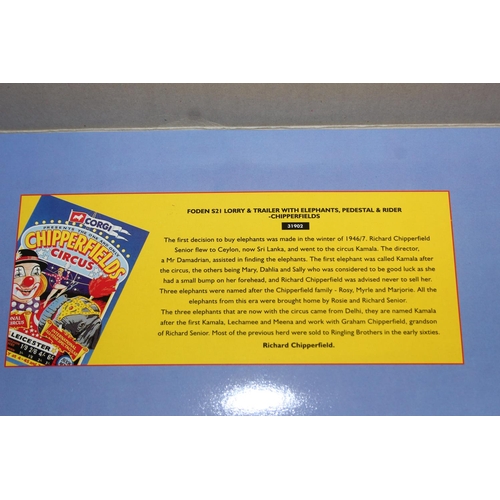 FODEN S21 LORRY & TRAILER WITH ELEPHANTS, PEDESTAL & RIDER
-CHIPPERFIELDS
31902
The first decision to buy elephants was made in the winter of 1946/7. Richard Chipperfield
Senior flew to Ceylon, now Sri Lanka, and went to the circus Kamala. The director,
a Mr Damadrian, assisted in finding the elephants. The first elephant was called Kamala after
the circus, the others being Mary, Dahlia and Sally who was considered to be good luck as she
had a small bump on her forehead, and Richard Chipperfield was advised never to sell her.
Three elephants were named after the Chipperfield family - Rosy, Myrle and Marjorie. All the
elephants from this era were brought home by Rosie and Richard Senior.
The three elephants that are now with the circus came from Delhi, they are named Kamala
after the first Kamala, Lechamee and Meena and work with Graham Chipperfield, grandson
of Richard Senior. Most of the previous herd were sold to Ringling Brothers in the early sixties.
Richard Chipperfield.
CORGI
PRESENTS THE
CHIPPERFIELDS
CIRCUS
LEICESTER